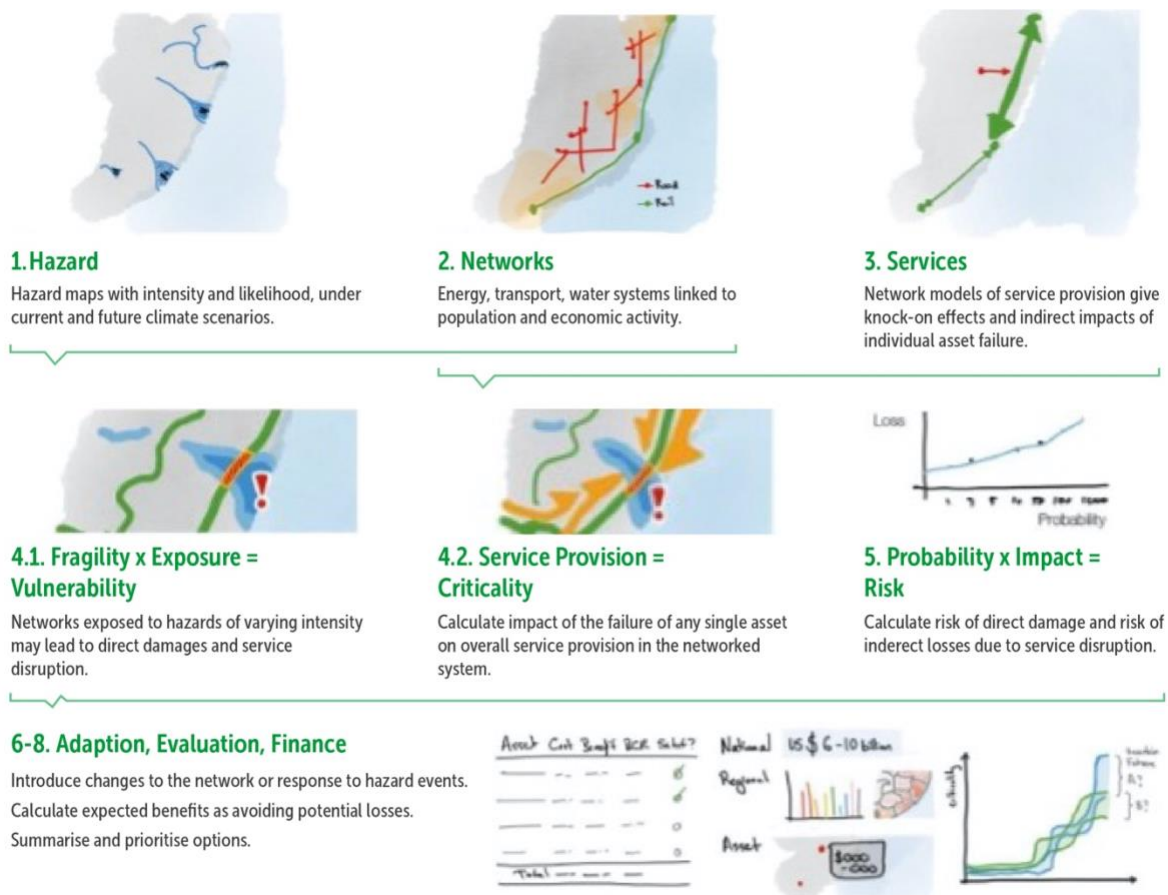 Road
Rail
1.Hazard
Hazard maps with intensity and likelihood, under
current and future climate scenarios.
2. Networks
Energy, transport, water systems linked to
population and economic activity.
3. Services
Network models of service provision give
knock-on effects and indirect impacts of
individual asset failure.
!
4.1. Fragility x Exposure =
Vulnerability
Networks exposed to hazards of varying intensity
may lead to direct damages and service
disruption.
!
4.2. Service Provision =
Criticality
Calculate impact of the failure of any single asset
on overall service provision in the networked
system.
Loss
Probability
5. Probability x Impact =
Risk
Calculate risk of direct damage and risk of
inderect losses due to service disruption.
6-8. Adaption, Evaluation, Finance
Introduce changes to the network or response to hazard events.
Calculate expected benefits as avoiding potential losses.
Summarise and prioritise options.
Asset Cost Benefit BCR Select?
Total
National US $ 6-10 billion
Regional
Asset
$000
-000